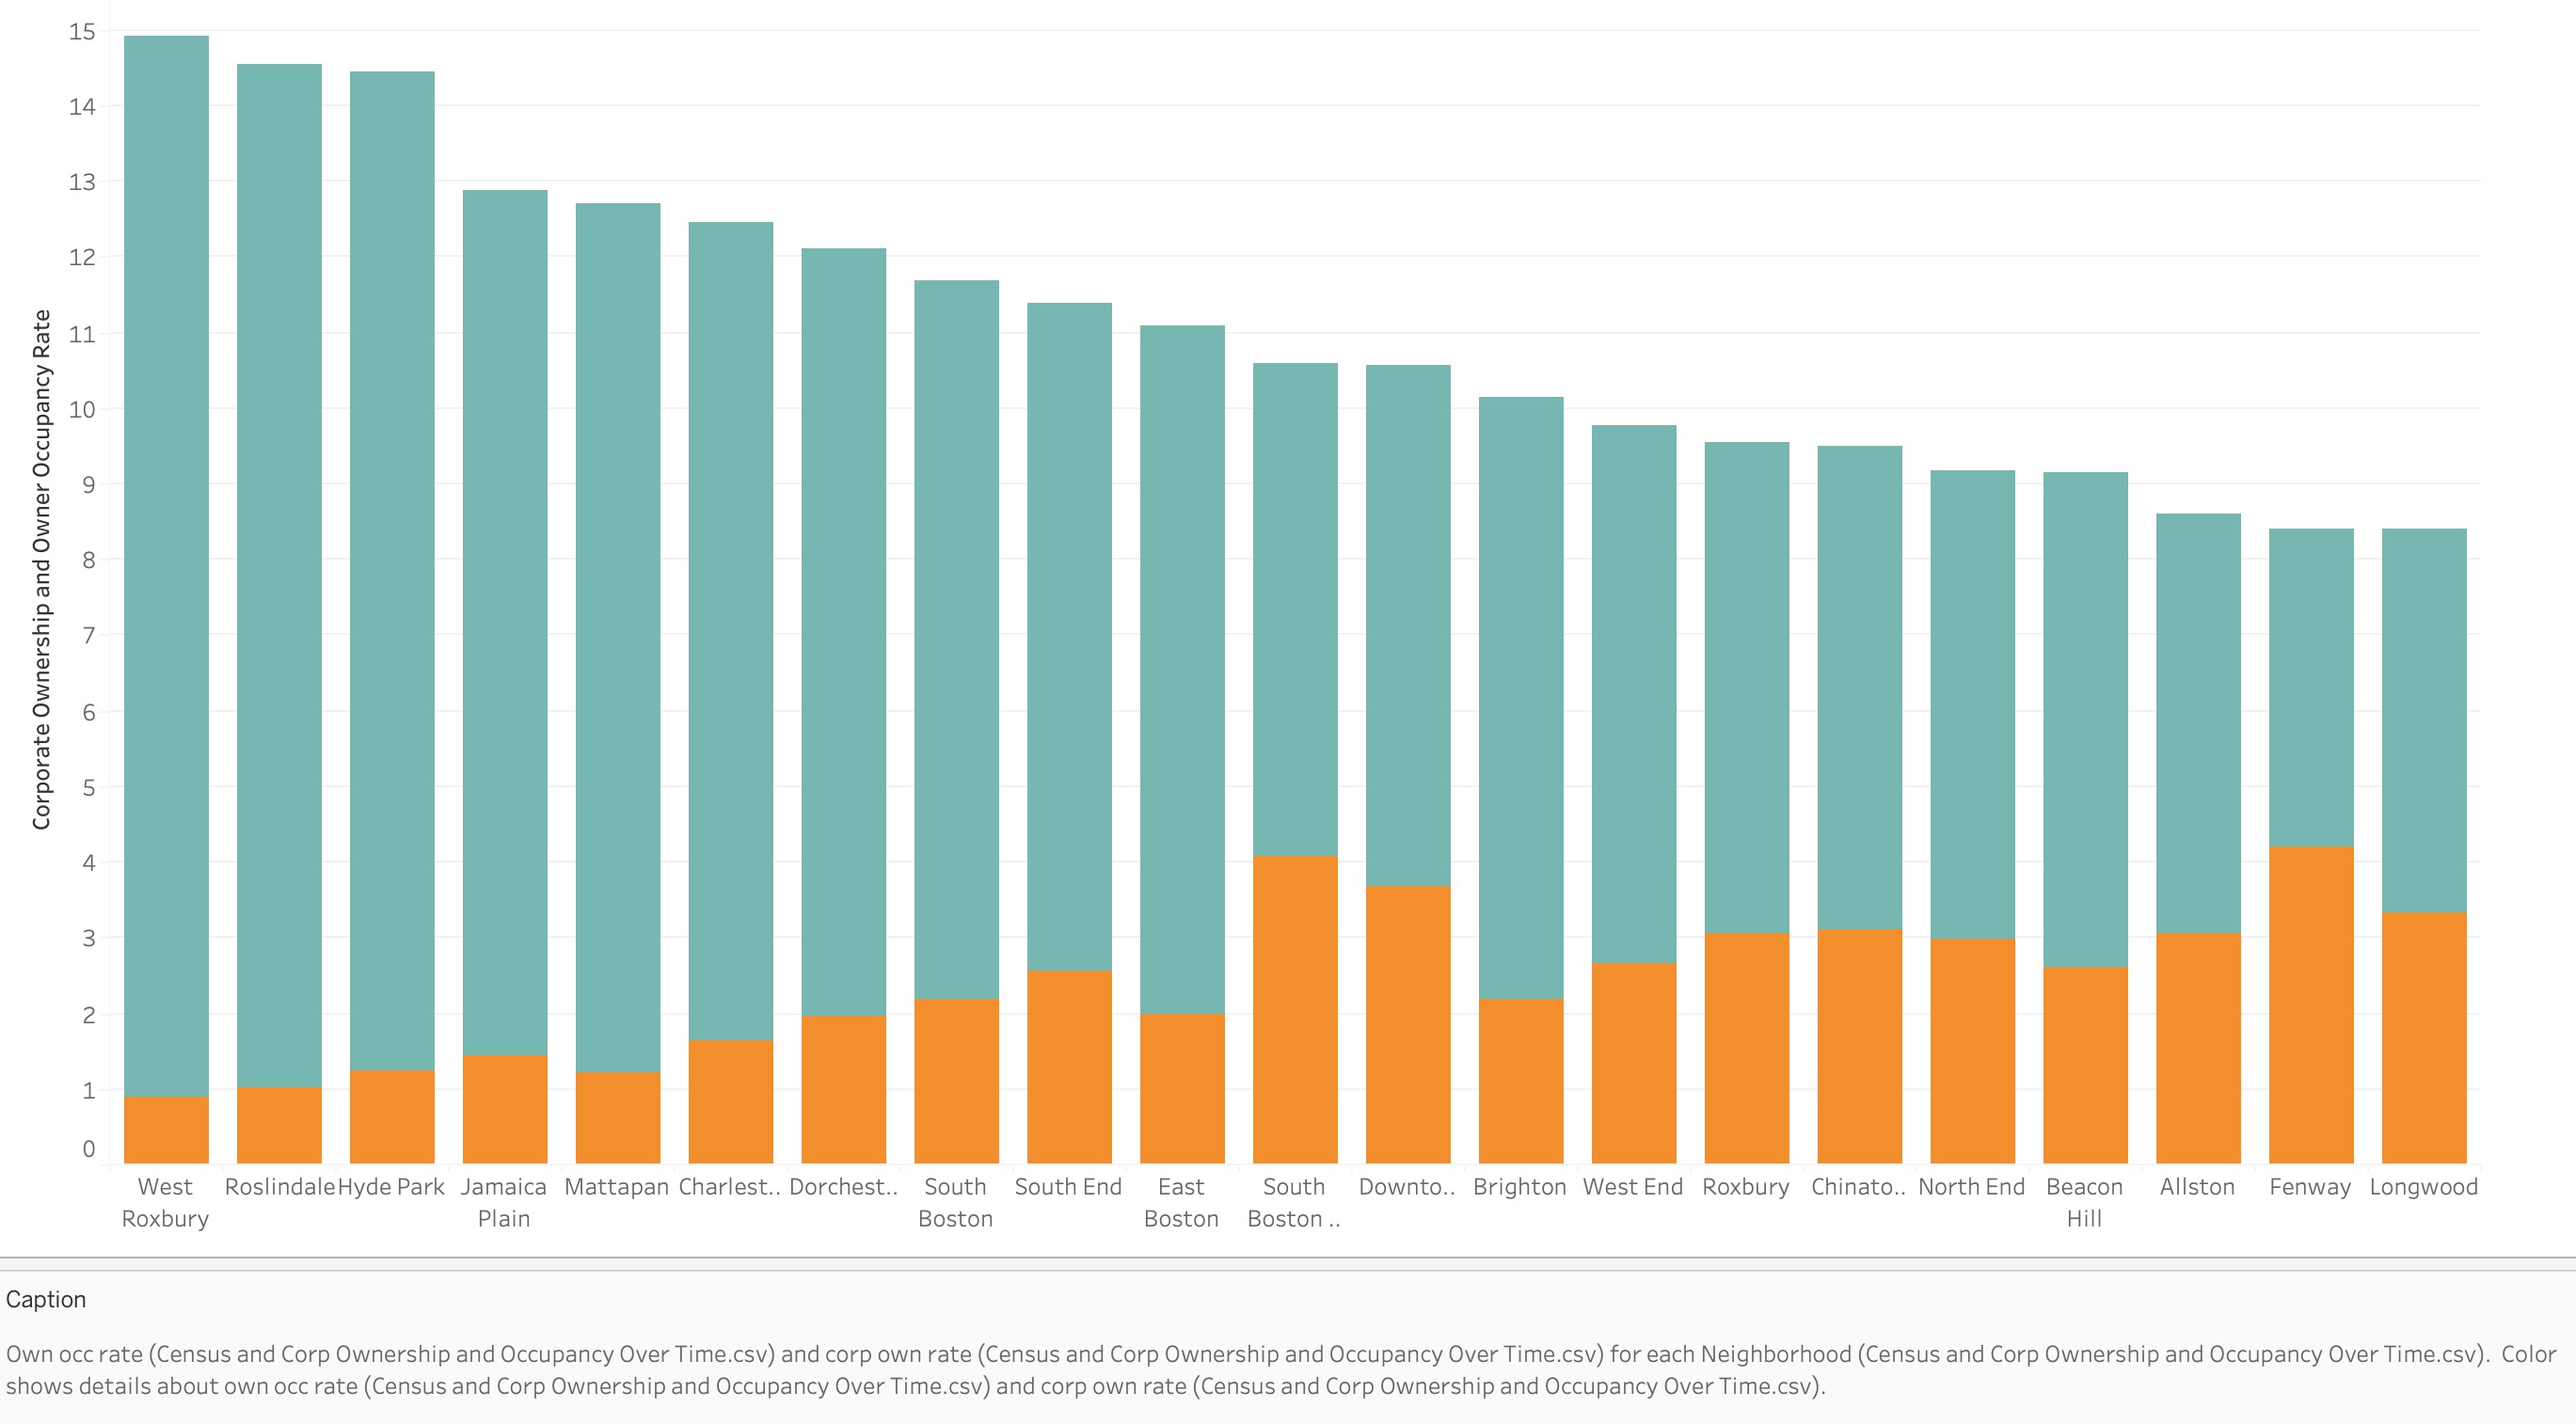 Corporate Ownership and Owner Occupancy Rate
15
14
13
12
11
10
9
8
7
6
5
4
3
2
1
0
West Roxbury
Roslindale
Hyde Park
Jamaica Plain
Mattapan
Charlest..
Dorchest..
South Boston
South End
East Boston
South Boston ..
Downto..
Brighton
West End
Roxbury
Chinato..
North End
Beacon Hill
Allston
Fenway
Longwood
Caption
Own occ rate (Census and Corp Ownership and Occupancy Over Time.csv) and corp own rate (Census and Corp Ownership and Occupancy Over Time.csv) for each Neighborhood (Census and Corp Ownership and Occupancy Over Time.csv).  Color
shows details about own occ rate (Census and Corp Ownership and Occupancy Over Time.csv) and corp own rate (Census and Corp Ownership and Occupancy Over Time.csv).